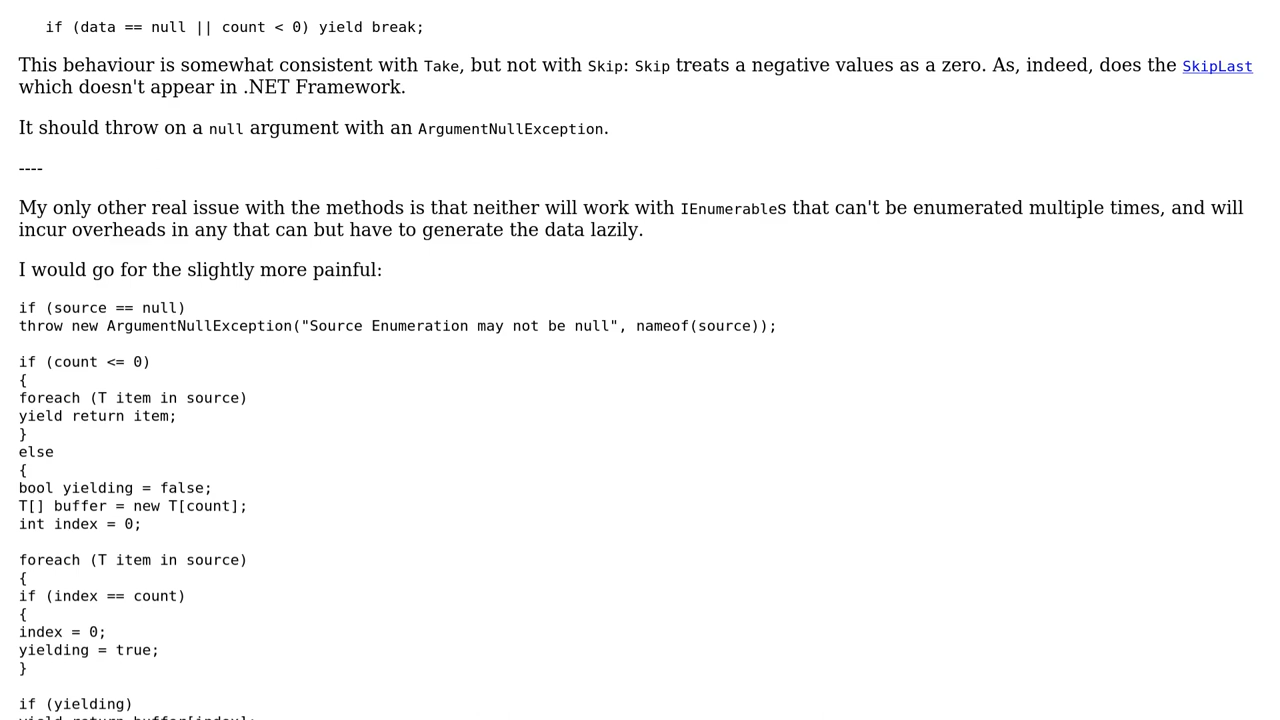 if (data == null || count < 0) yield break;
This behaviour is somewhat consistent with Take, but not with Skip: Skip treats a negative values as a zero. As, indeed, does the SkipLast
which doesn't appear in .NET Framework.
It should throw on a null argument with an ArgumentNullException.
----
My only other real issue with the methods is that neither will work with IEnumerables that can't be enumerated multiple times, and will
incur overheads in any that can but have to generate the data lazily.
I would go for the slightly more painful:
if (source == null)
throw new ArgumentNullException("Source Enumeration may not be null", nameof(source));
if (count <= 0)
{
foreach (T item in source)
yield return item;
}
else
{
bool yielding = false;
T[] buffer = new T[count];
int index = 0;
foreach (T item in source)
{
if (index == count)
{
index = 0;
yielding = true;
}
if (yielding)
yield return buffer[index];